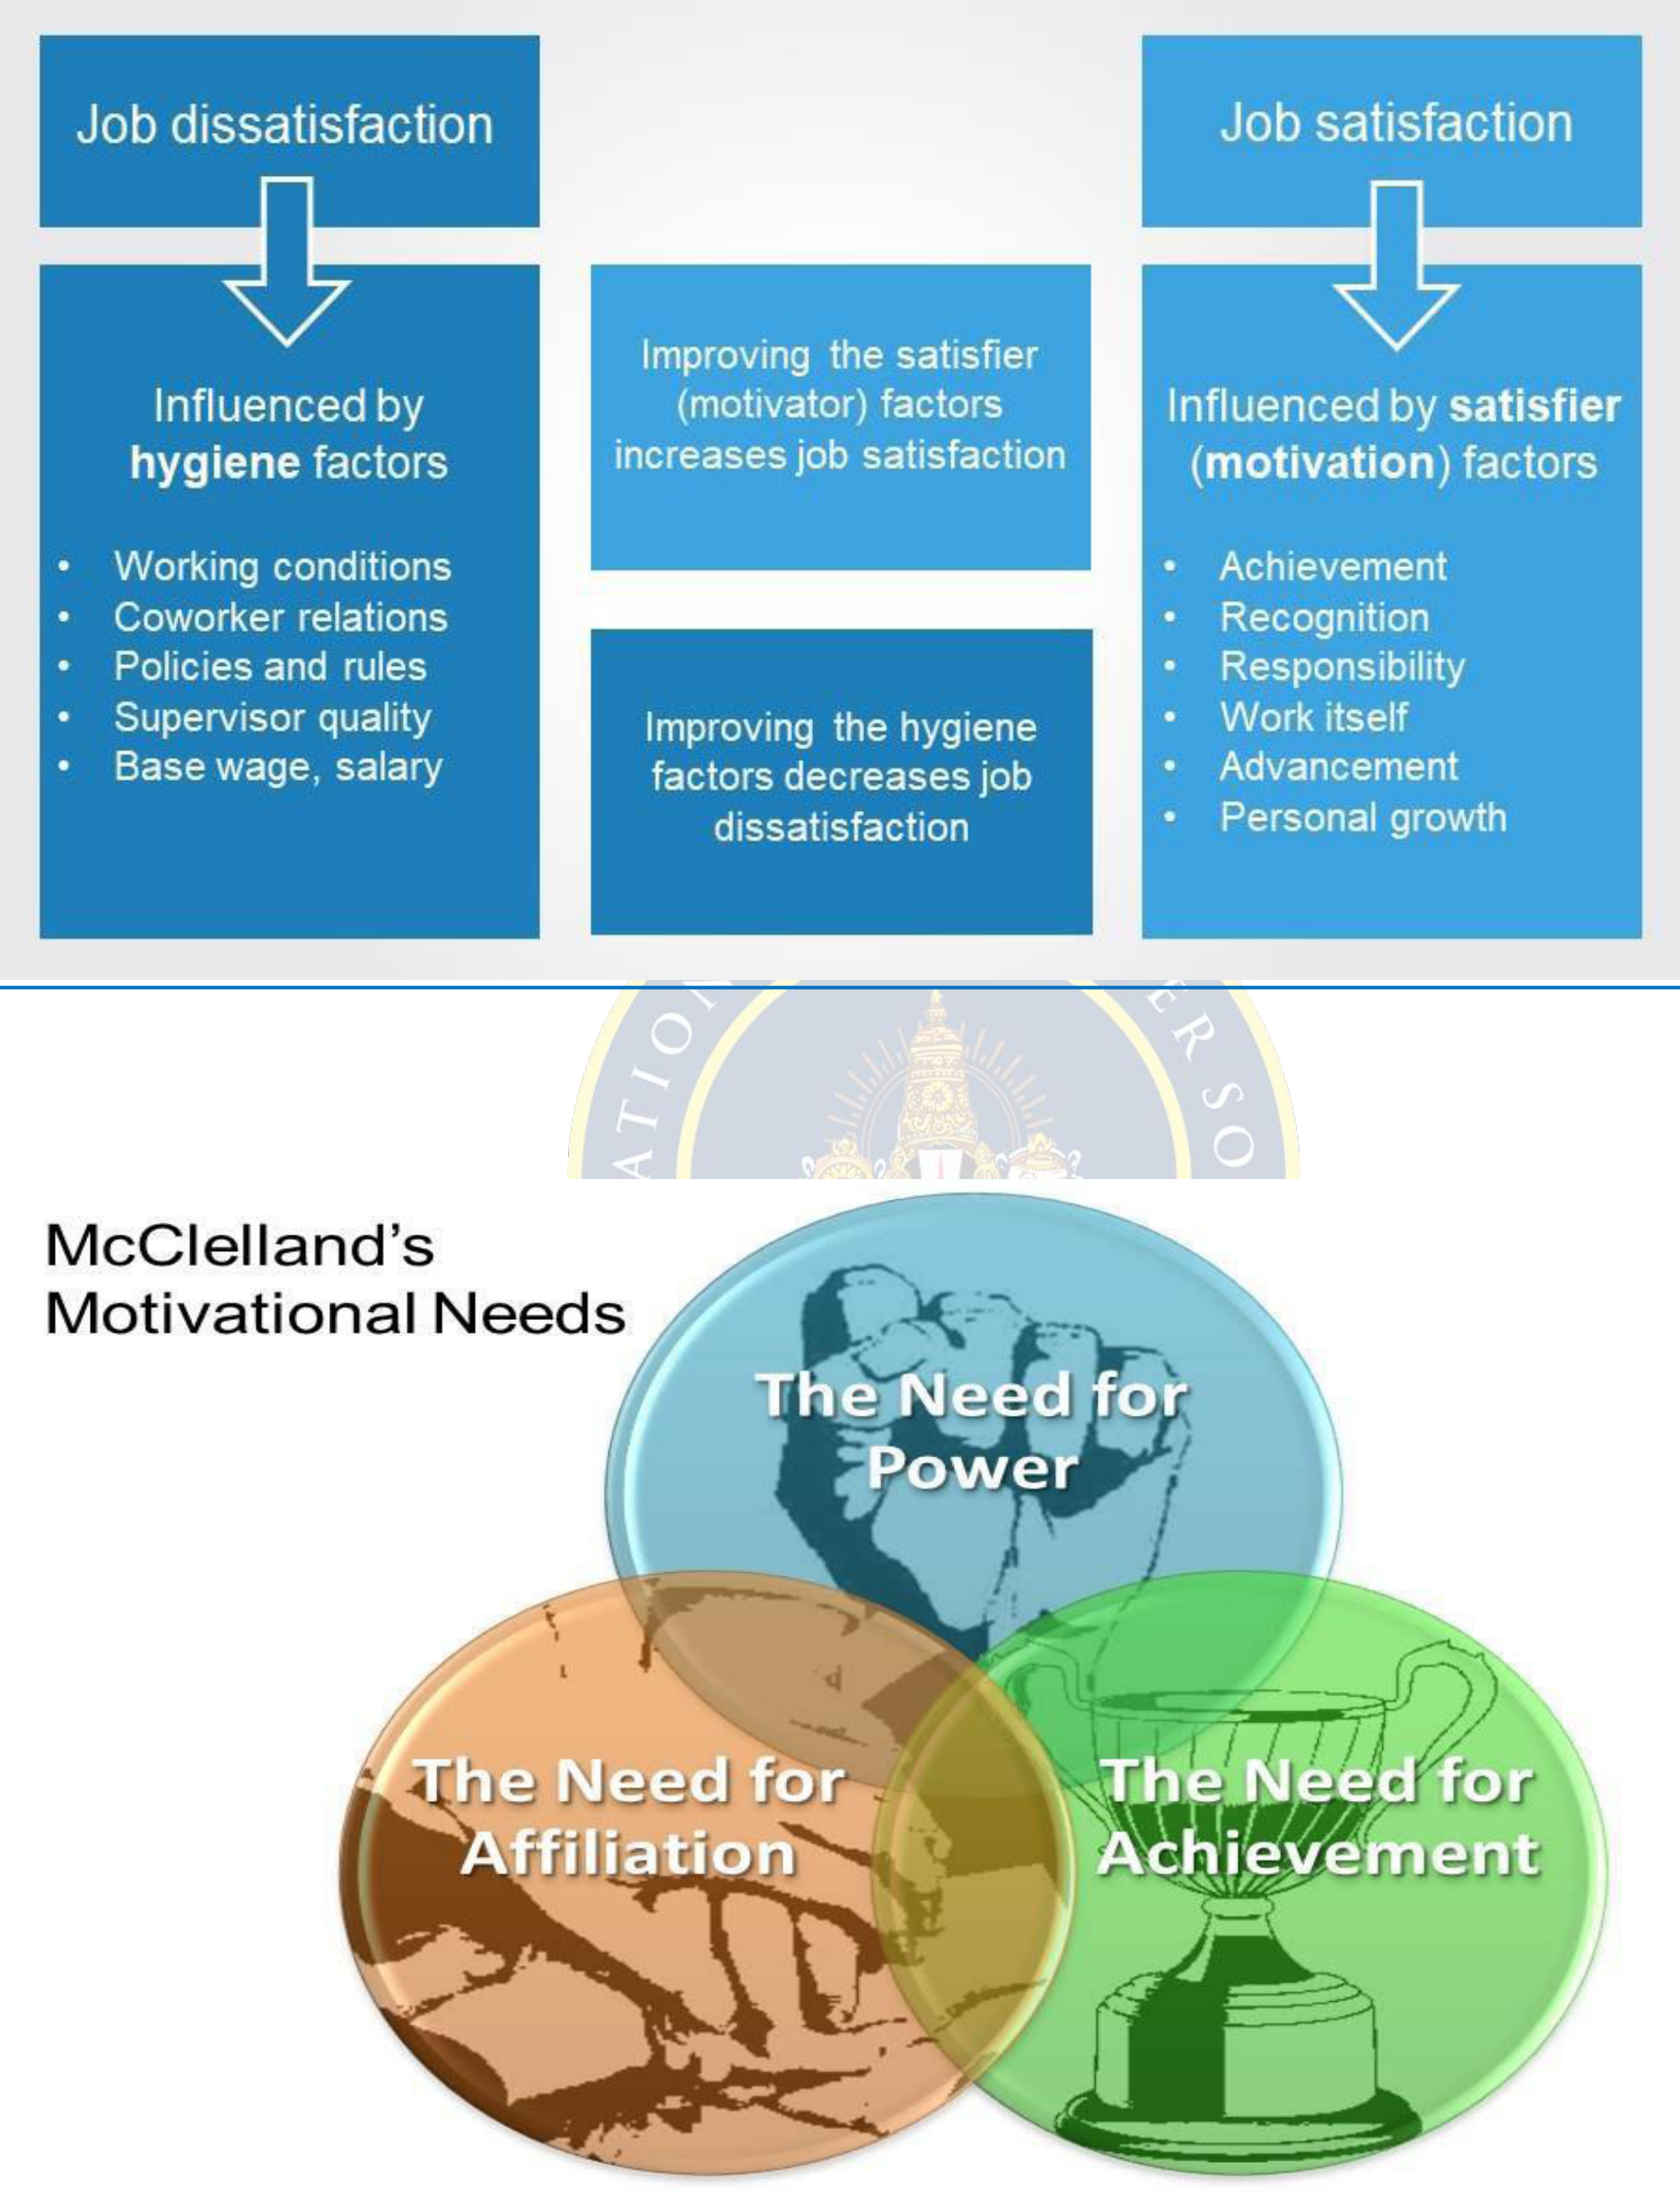 Job dissatisfaction
Influenced by
hygiene factors
• Working conditions
• Coworker relations
• Policies and rules
• Supervisor quality
• Base wage, salary
Improving the satisfier
(motivator) factors
increases job satisfaction
Improving the hygiene
factors decreases job
dissatisfaction
Job satisfaction
Influenced by satisfier
(motivation) factors
• Achievement
• Recognition
• Responsibility
• Work itself
• Advancement
• Personal growth
McClelland's
Motivational Needs
The Need for
Power
The Need for
Affiliation
The Need for
Achievement